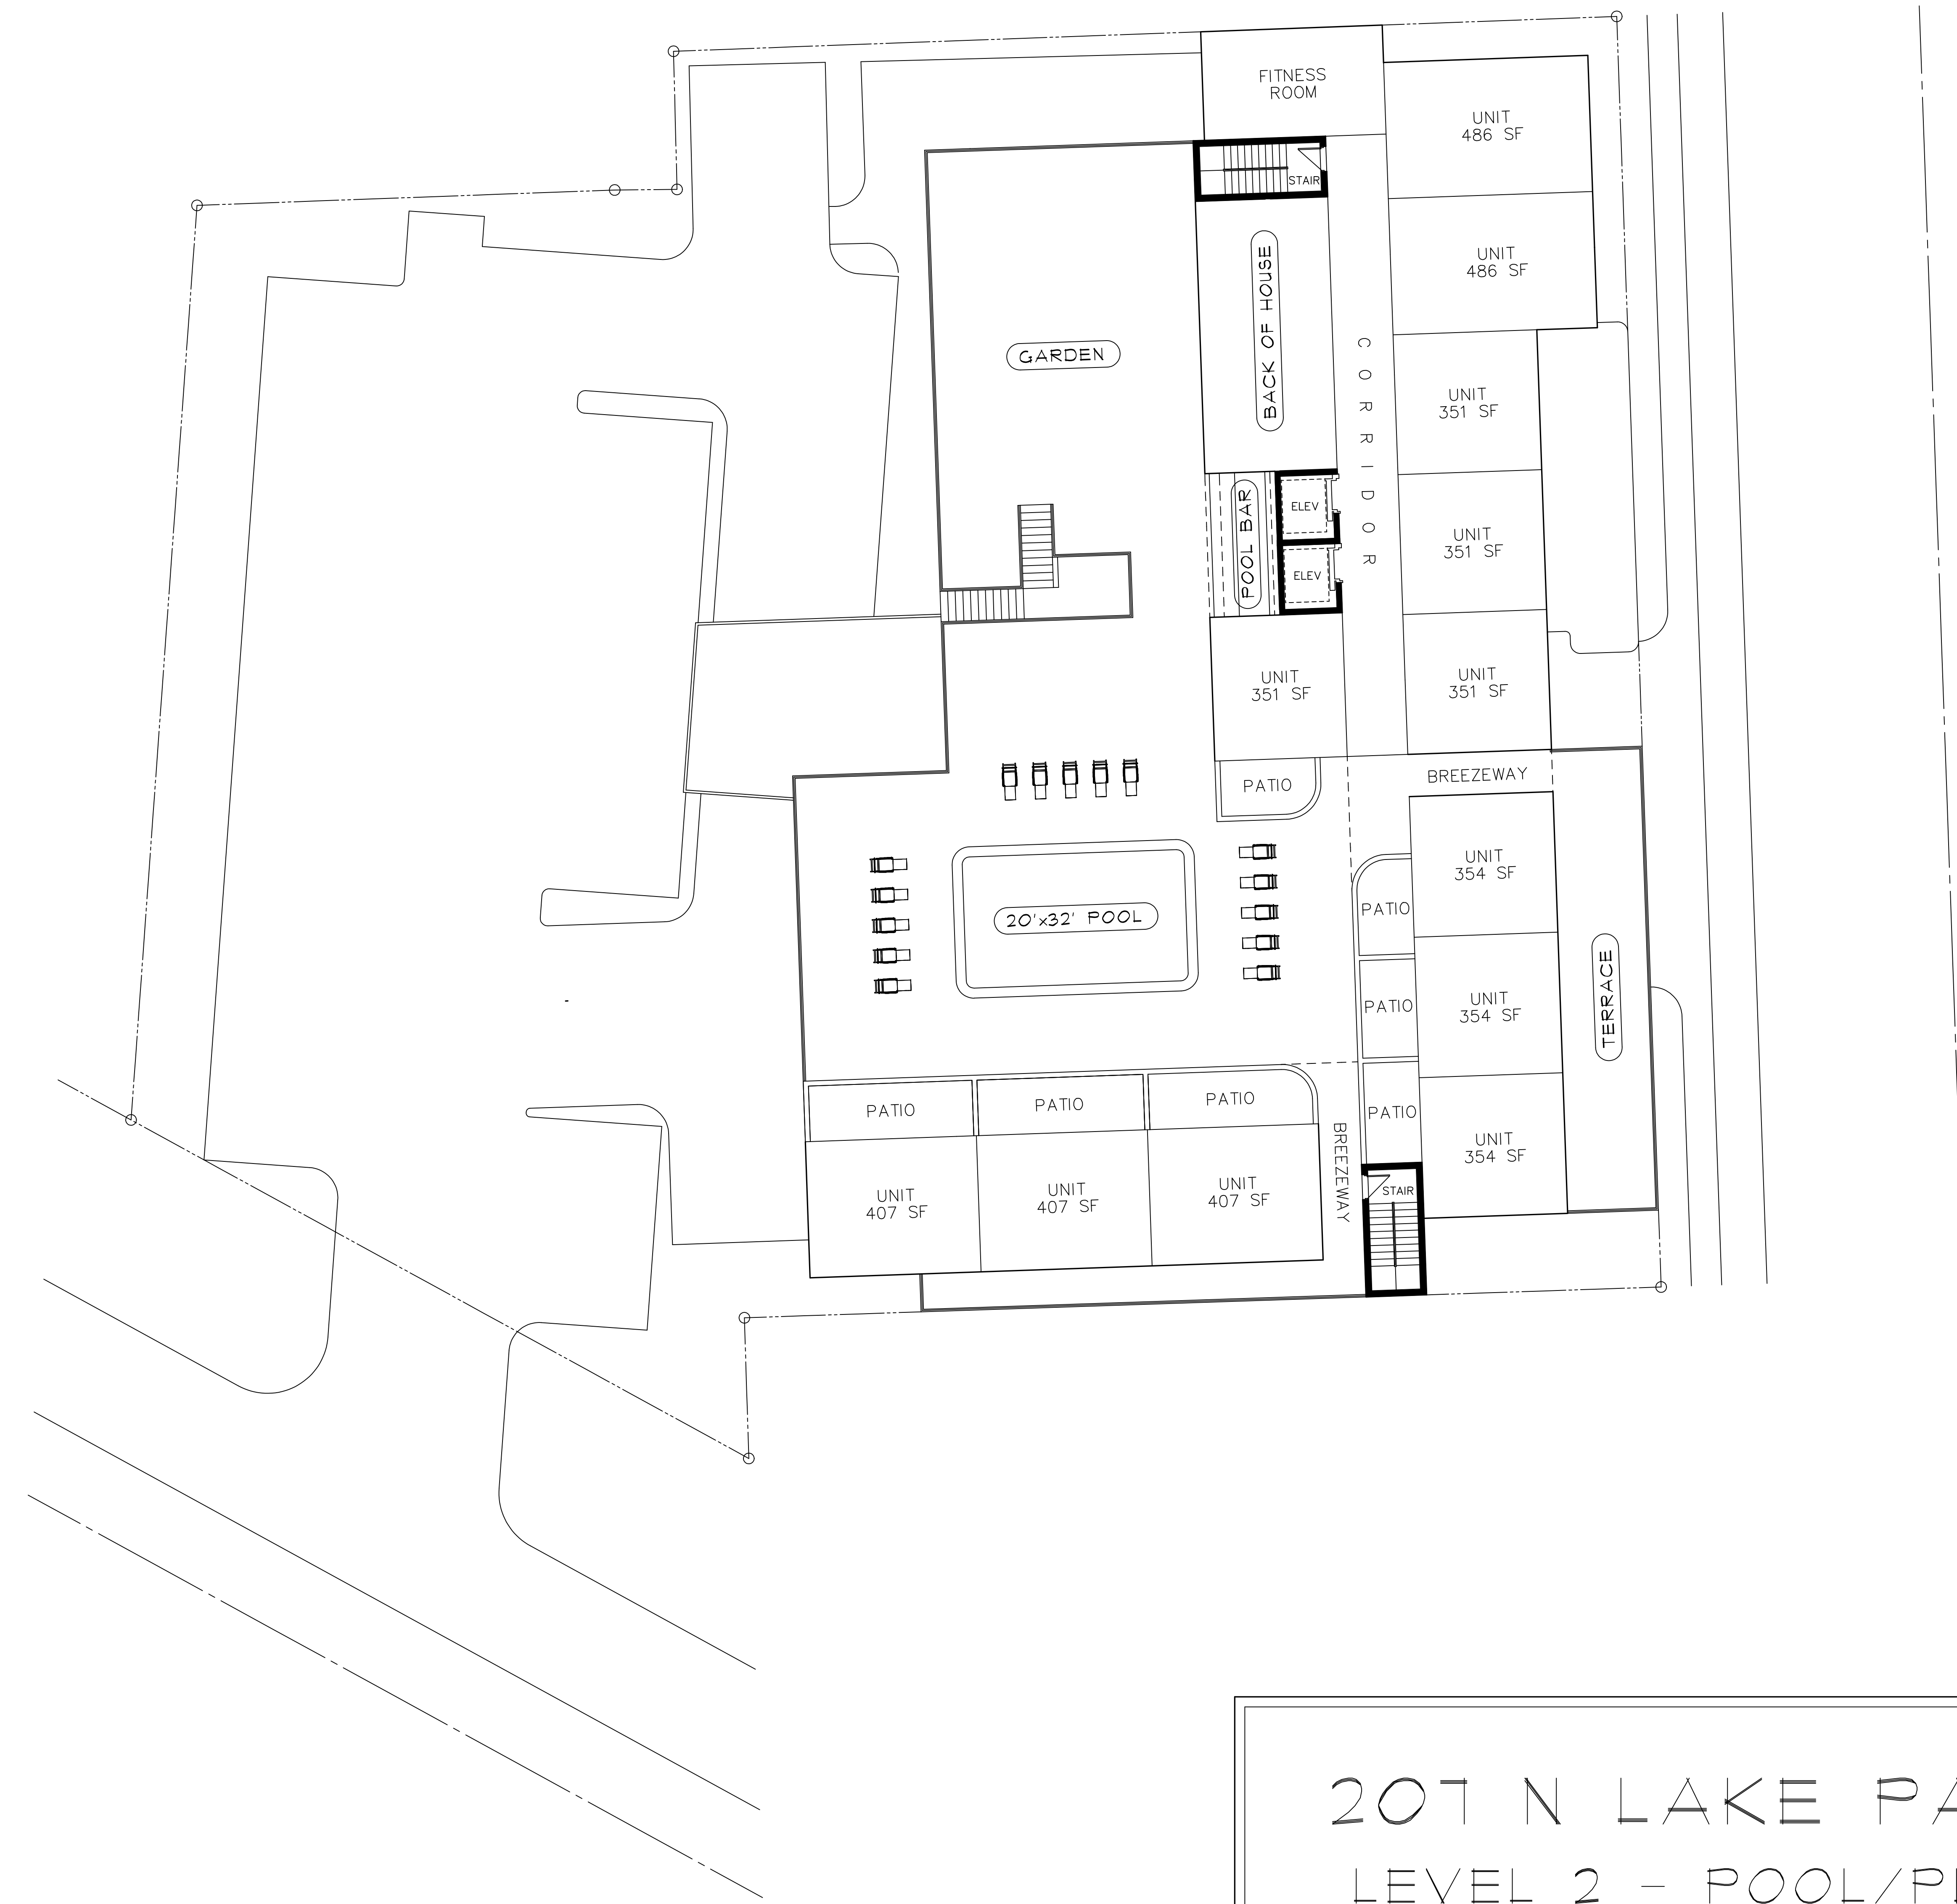 FITNESS
ROOM
UNIT
486 SF
STAIR
UNIT
486 SF
BACK OF HOUSE
GARDEN
CORRIDOR
UNIT
351 SF
POOL BAR
ELEV
UNIT
351 SF
ELEV
UNIT
351 SF
UNIT
351 SF
PATIO
BREEZEWAY
UNIT
354 SF
PATIO
20'x32' POOL
UNIT
354 SF
PATIO
TERRACE
PATIO
PATIO
PATIO
PATIO
UNIT
354 SF
BREEZEWAY
STAIR
UNIT
407 SF
UNIT
407 SF
UNIT
407 SF
207 N LAKE PA
LEVEL 2 - POOL/P